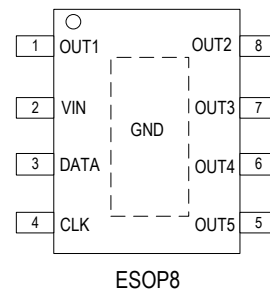 1 OUT1 OUT2 8
2 VIN OUT3 7
GND
3 DATA OUT4 6
4 CLK OUT5 5
ESOP8